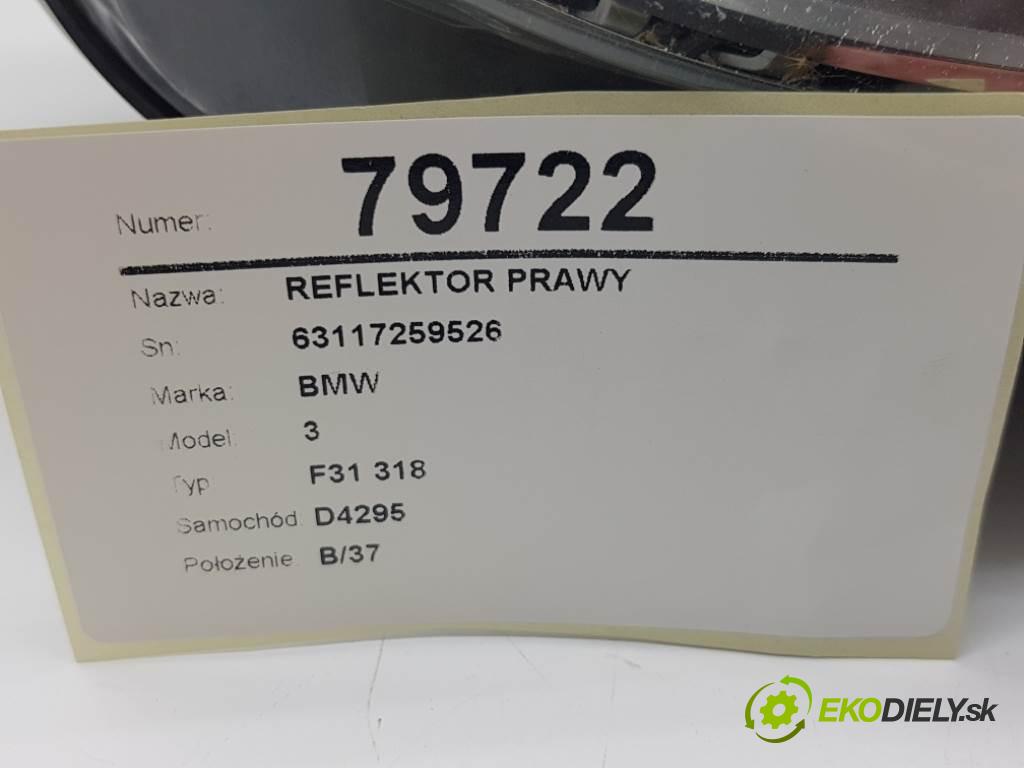 Numer: 79722
Nazwa: REFLEKTOR PRAWY
Sn: 63117259526
Marka: BMW
Model: 3
Typ F31 318
Samochód: D4295
Położenie B/37
EKODIELY.sk